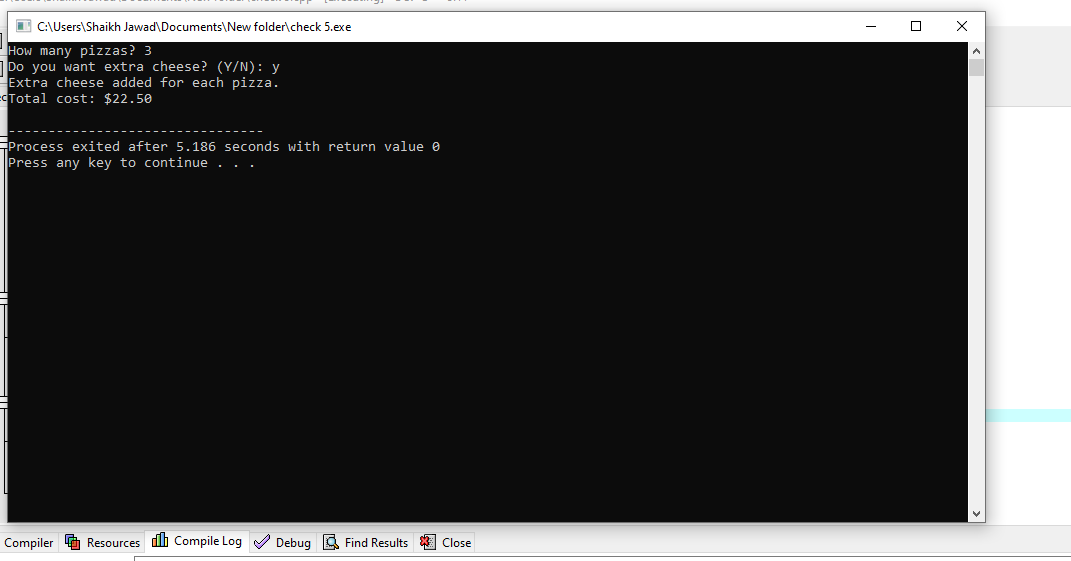 C:\Users\Shaikh Jawad\Documents\New folder\check 5.exe
How many pizzas? 3
Do you want extra cheese? (Y/N): y
Extra cheese added for each pizza.
Total cost: $22.50
--------------------------------
Process exited after 5.186 seconds with return value 0
Press any key to continue . . .
Compiler Resources Compile Log Debug Find Results Close